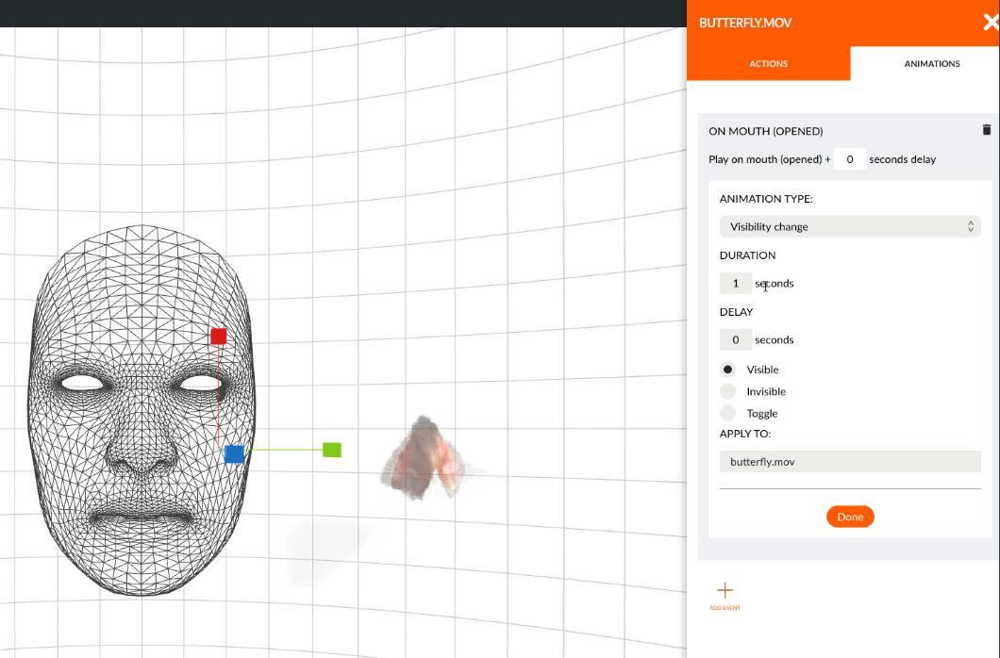 BUTTERFLY.MOV
ACTIONS
ANIMATIONS
ON MOUTH (OPENED)
Play on mouth (opened) + 0 seconds delay
ANIMATION TYPE:
Visibility change
DURATION
1 seconds
DELAY
0 seconds
Visible
Invisible
Toggle
APPLY TO:
butterfly.mov
Done
ADD EVENT